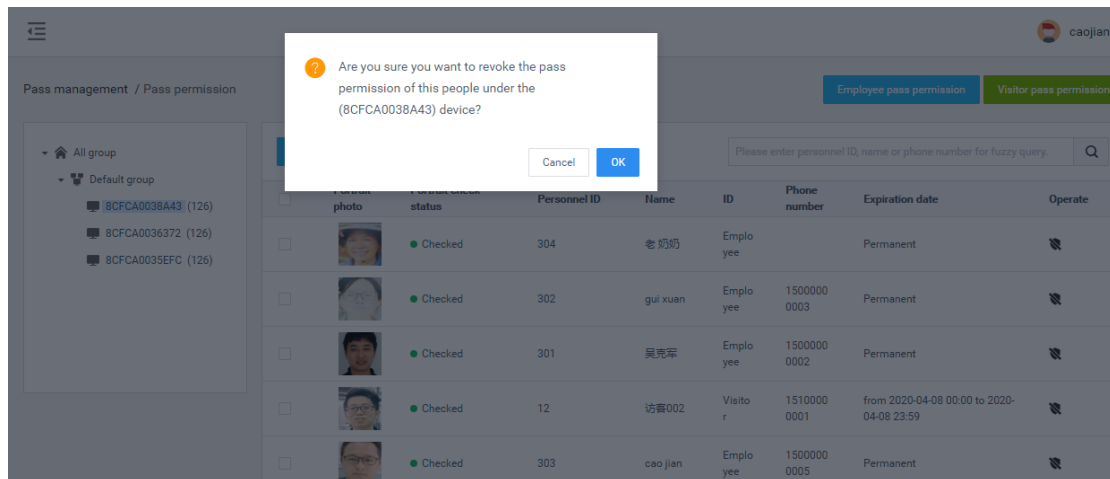 caojian
Are you sure you want to revoke the pass
permission of this people under the
(8CFCA0038A43) device?
Cancel
OK
Pass management / Pass permission
Employee pass permission
Visitor pass permission
All group
Default group
8CFCA0038A43 (126)
8CFCA0036372 (126)
8CFCA0035EFC (126)
Please enter personnel ID, name or phone number for fuzzy query.
Portrait Portrait check Personnel ID Name ID Phone Expiration date Operate
photo status number
Checked 304 老 奶奶 Emplo Permanent
yee
Checked 302 gui xuan Emplo 1500000 Permanent
yee 0003
Checked 301 吴克军 Emplo 1500000 Permanent
yee 0002
Checked 12 访客002 Visito 1510000 from 2020-04-08 00:00 to 2020-
r 0001 04-08 23:59
Checked 303 cao jian Emplo 1500000 Permanent
yee 0005